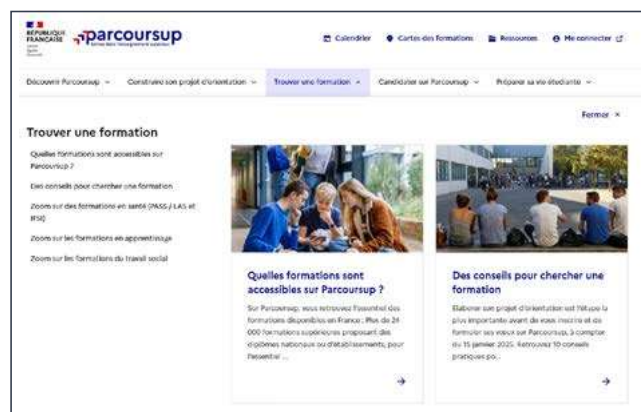 RÉPUBLIQUE
FRANÇAISE
parcoursup
Entrez dans l'enseignement supérieur
Calendrier
Cartes des formations
Ressources
Me connecter
Découvrir Parcoursup
Construire son projet d'orientation
Trouver une formation
Candidater sur Parcoursup
Préparer sa vie étudiante
Fermer ×
Trouver une formation
Quelles formations sont accessibles sur
Parcoursup ?
Des conseils pour chercher une formation
Zoom sur des formations en santé (PASS / LAS et
IFSI)
Zoom sur les formations en apprentissage
Zoom sur les formations du travail social
Quelles formations sont
accessibles sur Parcoursup ?
Sur Parcoursup, vous retrouvez l'essentiel des
formations disponibles en France : Plus de 24
000 formations supérieures proposant des
diplômes nationaux ou d'établissements, pour
l'essentiel ...
Des conseils pour chercher une
formation
Elaborer son projet d'orientation est l'étape la
plus importante avant de vous inscrire et de
formuler ses voeux sur Parcoursup, à compter
du 15 janvier 2025. Retrouvez 10 conseils
pratiques po...